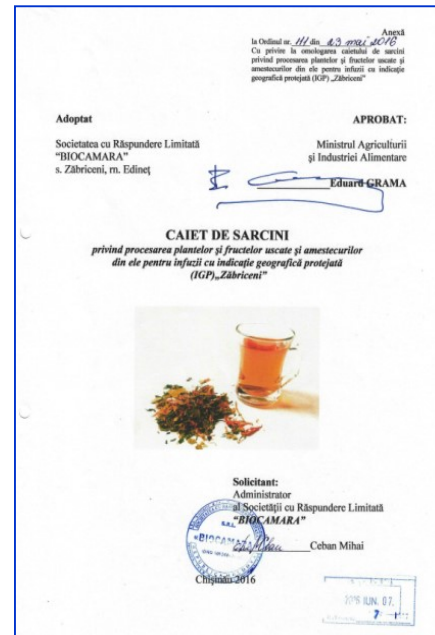 Anexă
la Ordinul nr. 111 din 23 mai 2016
Cu privire la omologarea caietului de sarcini
privind procesarea plantelor și fructelor uscate și
amestecurilor din ele pentru infuzii cu indicație
geografică protejată (IGP) „Zăbriceni”
Adoptat
Societatea cu Răspundere Limitată
“BIOCAMARA”
s. Zăbriceni, rn. Edineț
APROBAT:
Ministrul Agriculturii
și Industriei Alimentare
Eduard GRAMA
CAIET DE SARCINI
privind procesarea plantelor și fructelor uscate și amestecurilor
din ele pentru infuzii cu indicație geografică protejată
(IGP)„Zăbriceni”
Solicitant:
Administrator
al Societății cu Răspundere Limitată
“BIOCAMARA”
Ceban Mihai
S.R.L.
«BIOCAMARA»
Chișinău 2016
IUN. 07.